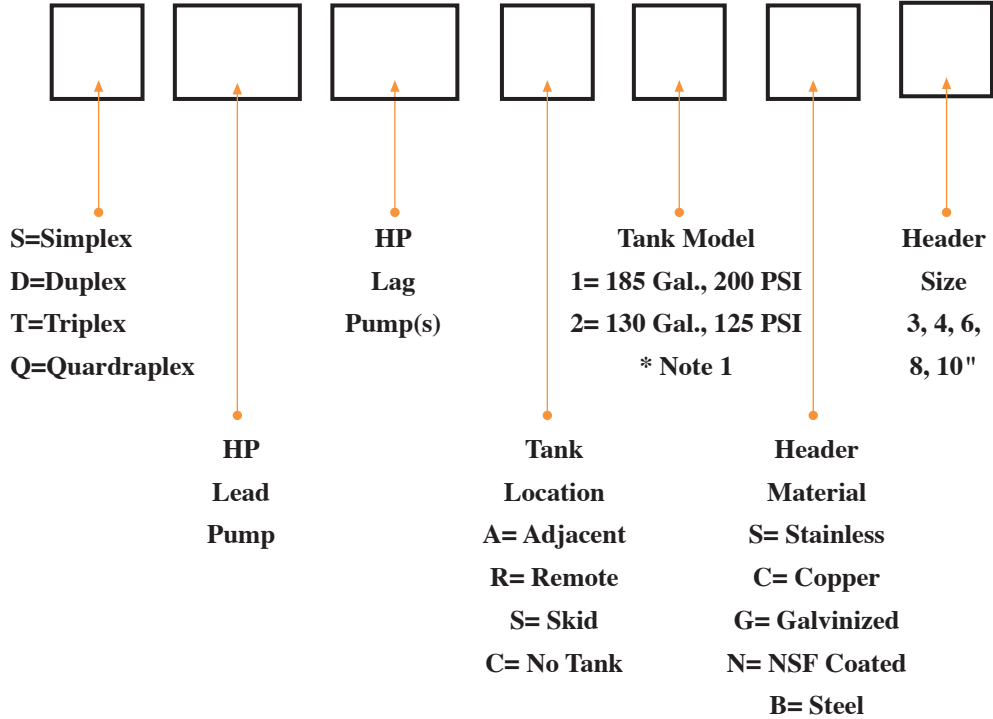 S=Simplex
D=Duplex
T=Triplex
Q=Quardraplex
HP
Lead
Pump
HP
Lag
Pump(s)
Tank
Location
A= Adjacent
R= Remote
S= Skid
C= No Tank
Tank Model
1= 185 Gal., 200 PSI
2= 130 Gal., 125 PSI
* Note 1
Header
Material
S= Stainless
C= Copper
G= Galvinized
N= NSF Coated
B= Steel
Header
Size
3, 4, 6,
8, 10"